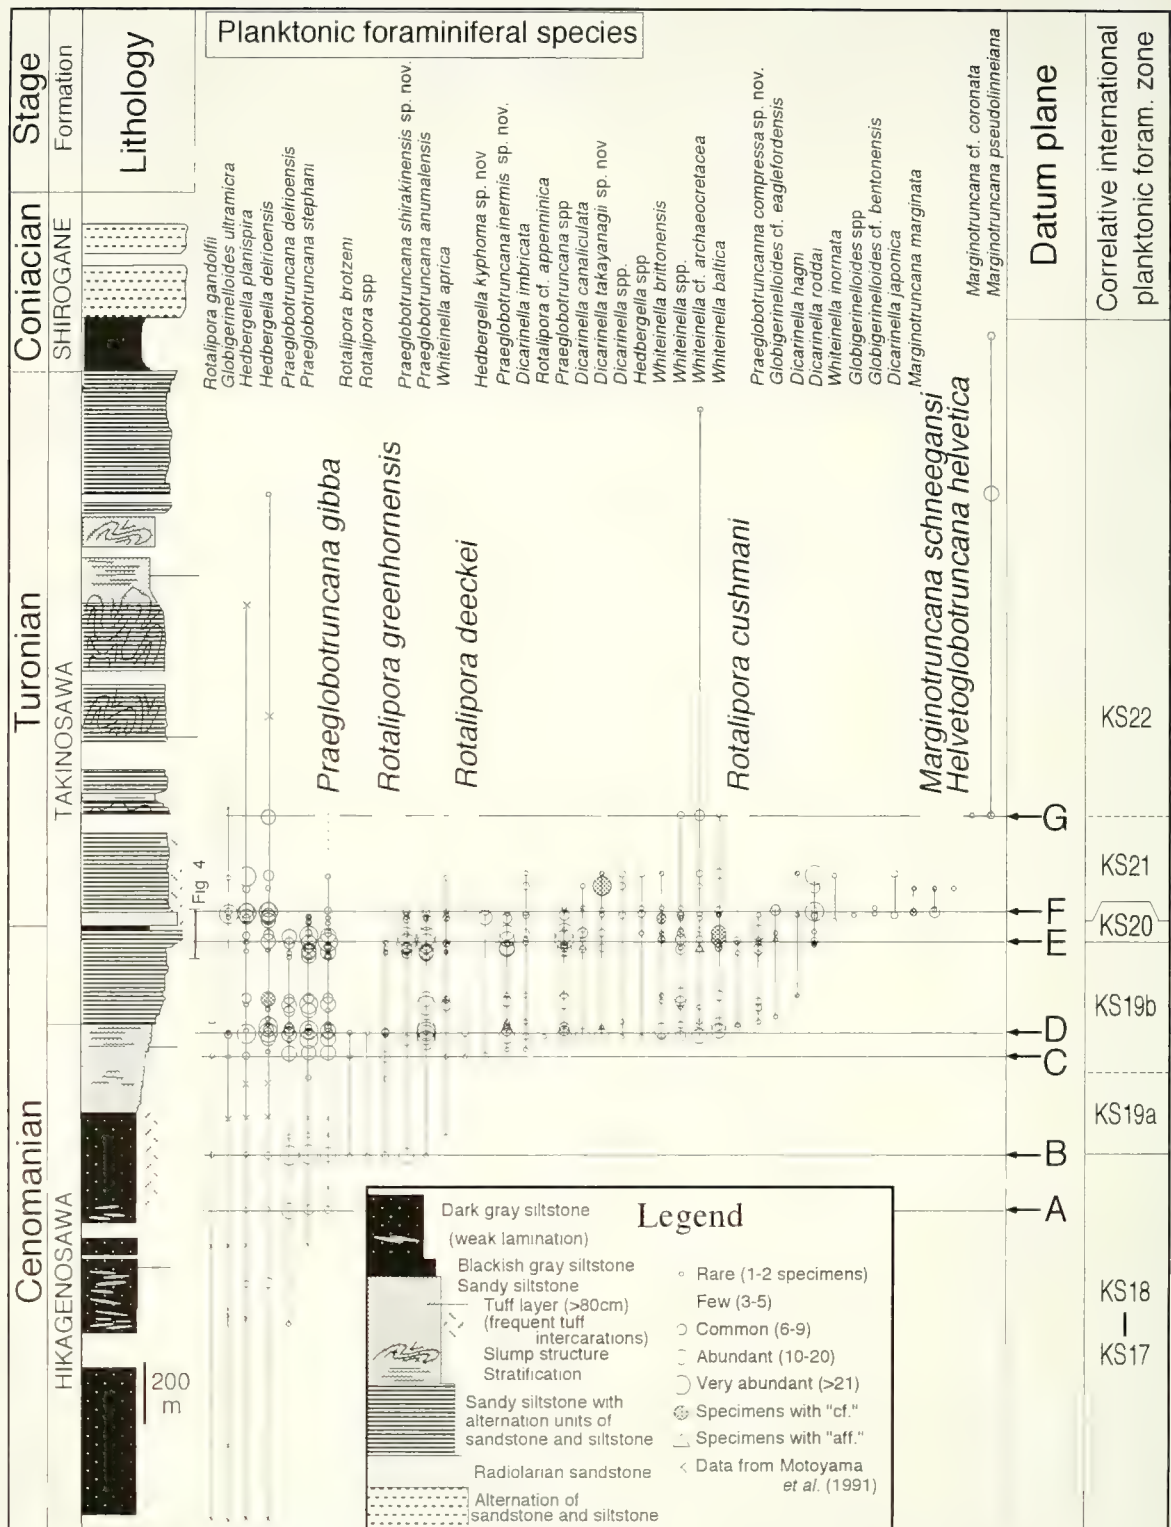 Planktonic foraminiferal species
Stage
Formation
Lithology
Datum plane
Correlative international
planktonic foram. zone
Coniacian
Turonian
Cenomanian
SHIROGANE
TAKINOSAWA
HIKAGENOSAWA
Rotalipora gandolfii
Globigerinelloides ultramicra
Hedbergella planispira
Hedbergella delrioensis
Praeglobotruncana delrioensis
Praeglobotruncana stephani
Praeglobotruncana gibba
Rotalipora brotzeni
Rotalipora spp
Rotalipora greenhornensis
Praeglobotruncana shirakinensis sp. nov.
Praeglobotruncana anumalensis
Whiteinella aprica
Rotalipora deeckei
Hedbergella kyphoma sp. nov
Praeglobotruncana inermis sp. nov.
Dicarinella imbricata
Rotalipora cf. appenninica
Praeglobotruncana spp
Dicarinella canaliculata
Dicarinella takayanagii sp. nov
Dicarinella spp.
Hedbergella spp
Whiteinella brittonensis
Whiteinella spp.
Whiteinella cf. archaeocretacea
Whiteinella baltica
Rotalipora cushmani
Praeglobotruncanna compressa sp. nov.
Globigerinelloides cf. eaglefordensis
Dicarinella hagni
Dicarinella roddai
Whiteinella inornata
Globigerinelloides spp
Globigerinelloides cf. bentonensis
Dicarinella japonica
Marginotruncana marginata
Marginotruncana schneegansi
Helvetoglobotruncana helvetica
Marginotruncana cf. coronata
Marginotruncana pseudolinneiana
Fig 4
G
F
E
D
C
B
A
KS22
KS21
KS20
KS19b
KS19a
KS18
KS17
200
m
Legend
Dark gray siltstone
(weak lamination)
Blackish gray siltstone
Sandy siltstone
Tuff layer (>80cm)
(frequent tuff
intercarations)
Slump structure
Stratification
Sandy siltstone with
alternation units of
sandstone and siltstone
Radiolarian sandstone
Alternation of
sandstone and siltstone
Rare (1-2 specimens)
Few (3-5)
Common (6-9)
Abundant (10-20)
Very abundant (>21)
Specimens with "cf."
Specimens with "aff."
Data from Motoyama
et al. (1991)